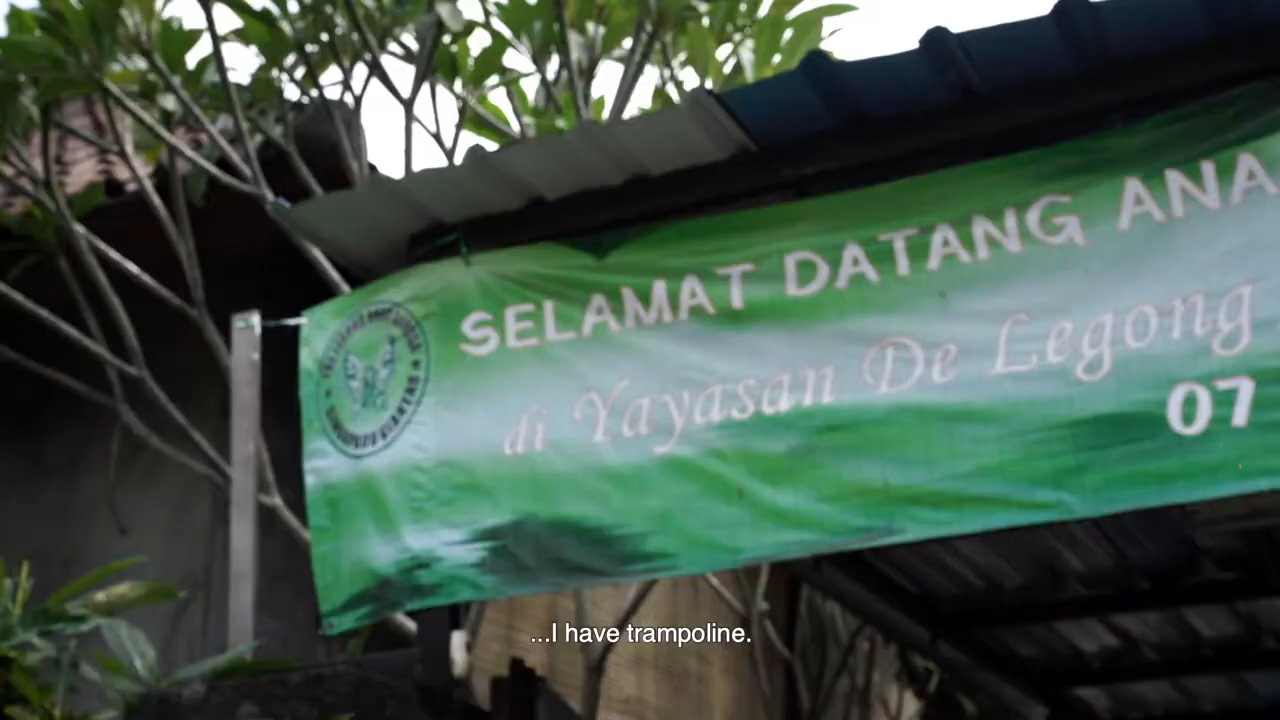 SELAMAT DATANG ANA
di Yayasan De Legong
07
...I have trampoline.